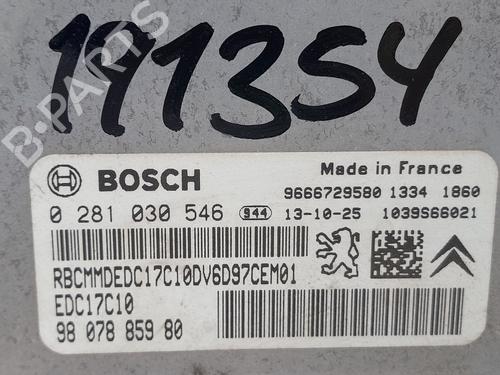 191354
B-PARTS
BOSCH
Made in France
9666729580 1334 1860
0 281 030 546 944 13-10-25 1039S66021
RBCMMDEDC17C10DV6D97CEM01
EDC17C10
98 078 859 80